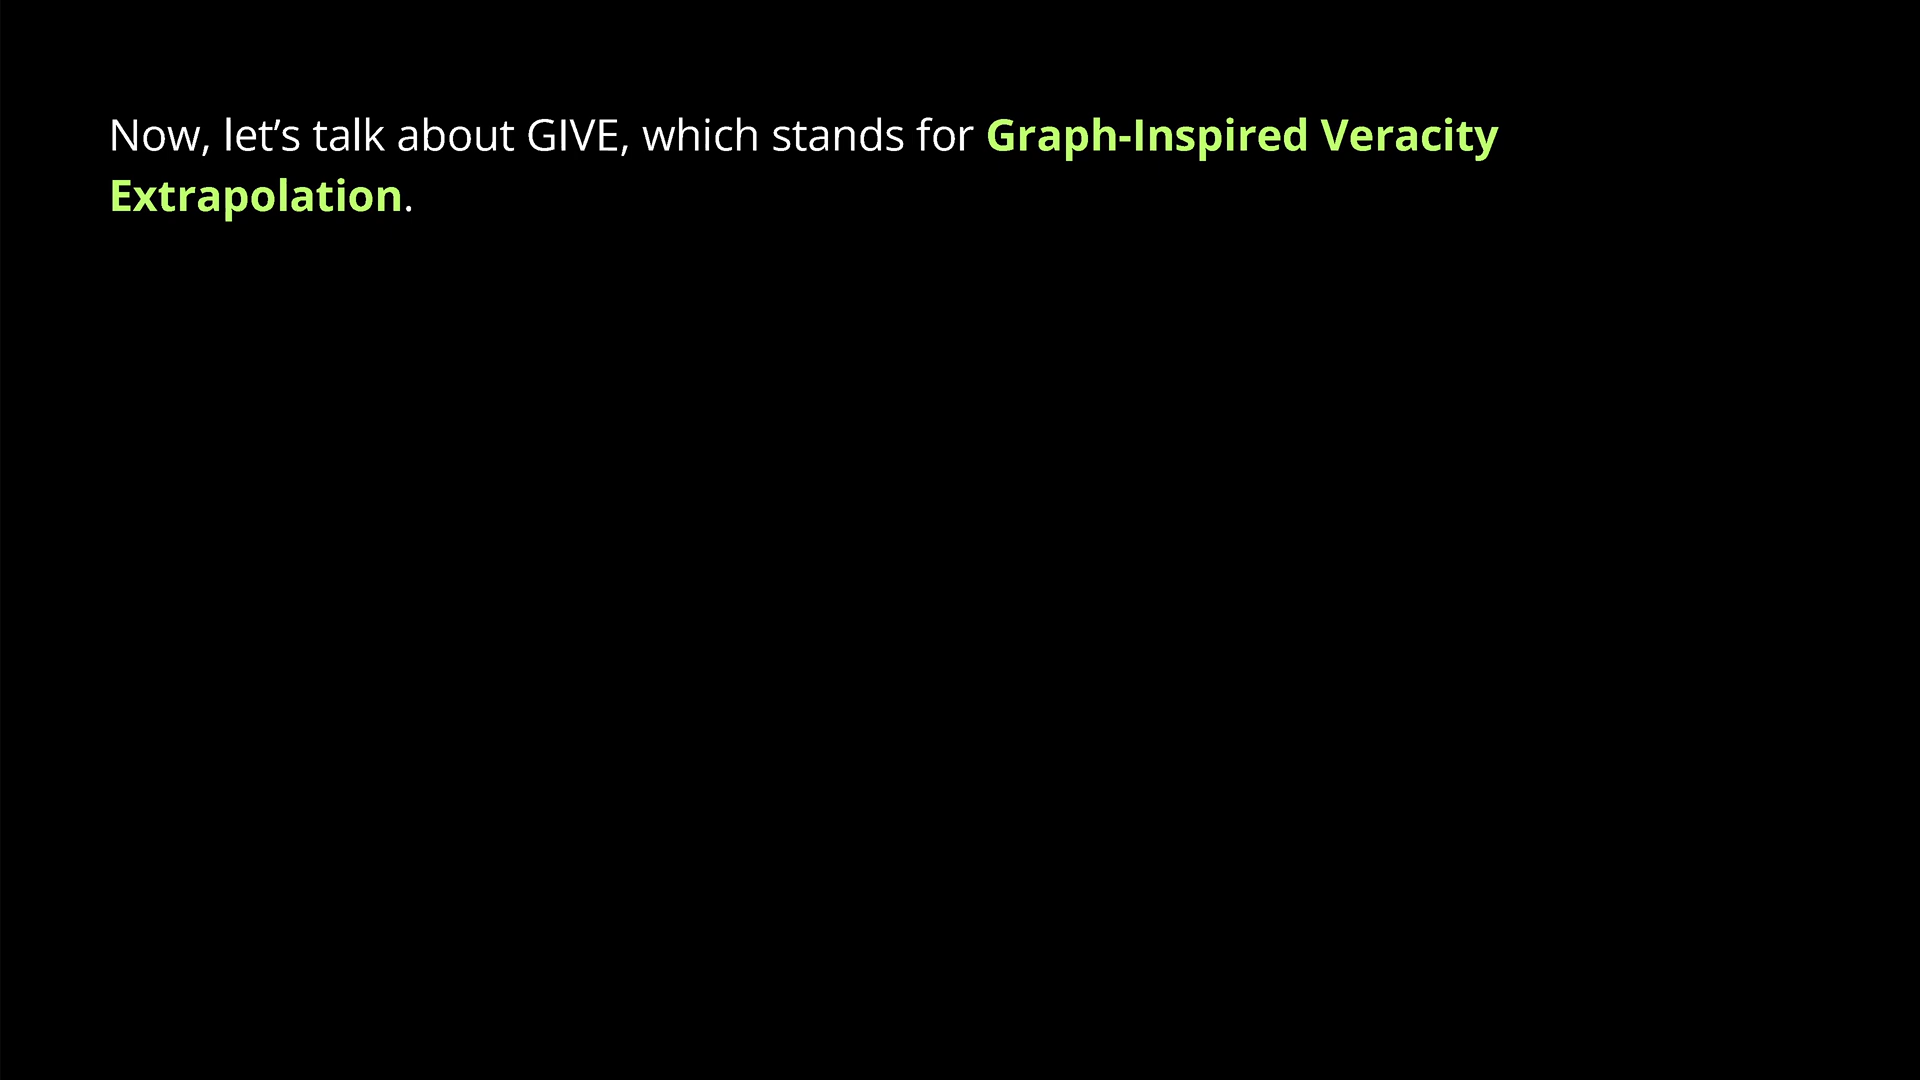 Now, let’s talk about GIVE, which stands for Graph-Inspired Veracity
Extrapolation.